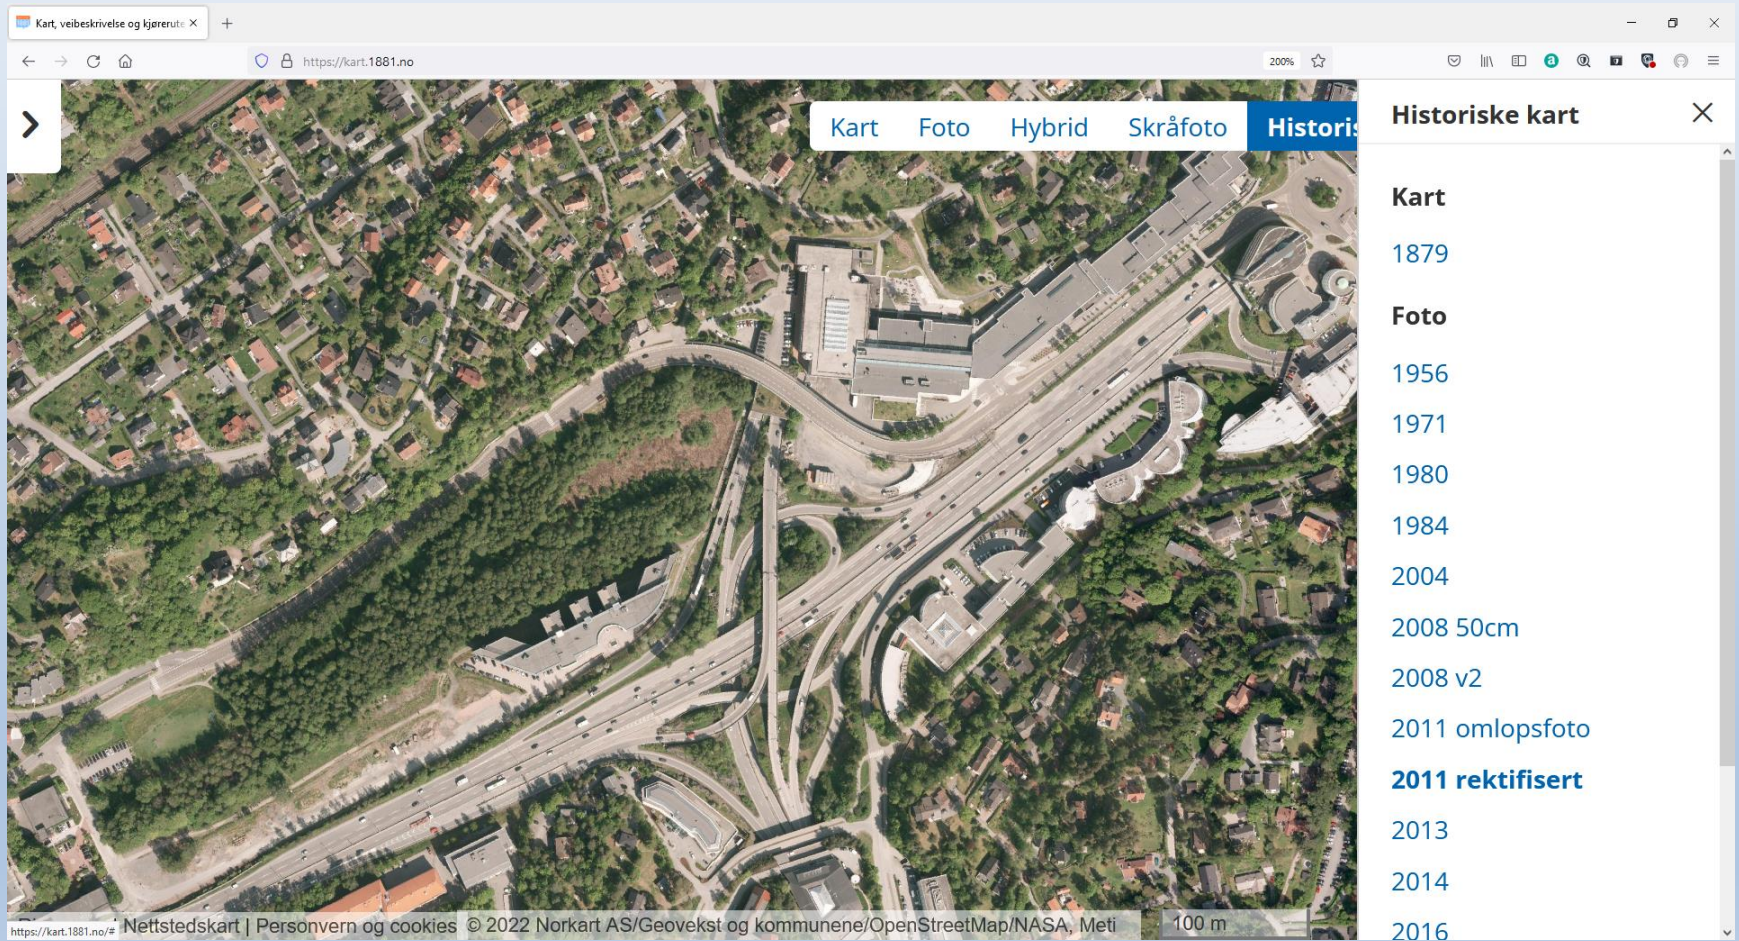 Kart, veibeskrivelse og kjørerute
https://kart.1881.no
200%
Kart Foto Hybrid Skråfoto Historis
Historiske kart
Kart
1879
Foto
1956
1971
1980
1984
2004
2008 50cm
2008 v2
2011 omlopsfoto
2011 rektifisert
2013
2014
2016
https://kart.1881.no/#
Nettstedskart | Personvern og cookies © 2022 Norkart AS/Geovekst og kommunene/OpenStreetMap/NASA, Meti
100 m